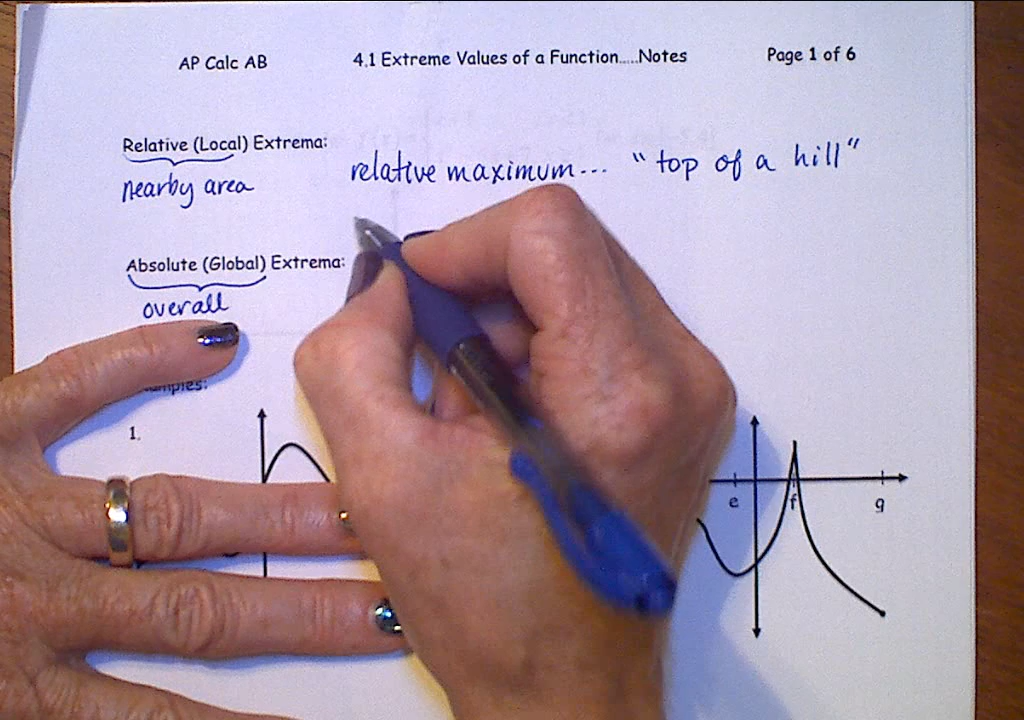 AP Calc AB 4.1 Extreme Values of a Function.....Notes Page 1 of 6
Relative (Local) Extrema:
nearby area
relative maximum... "top of a hill"
Absolute (Global) Extrema:
overall
1.
e f g